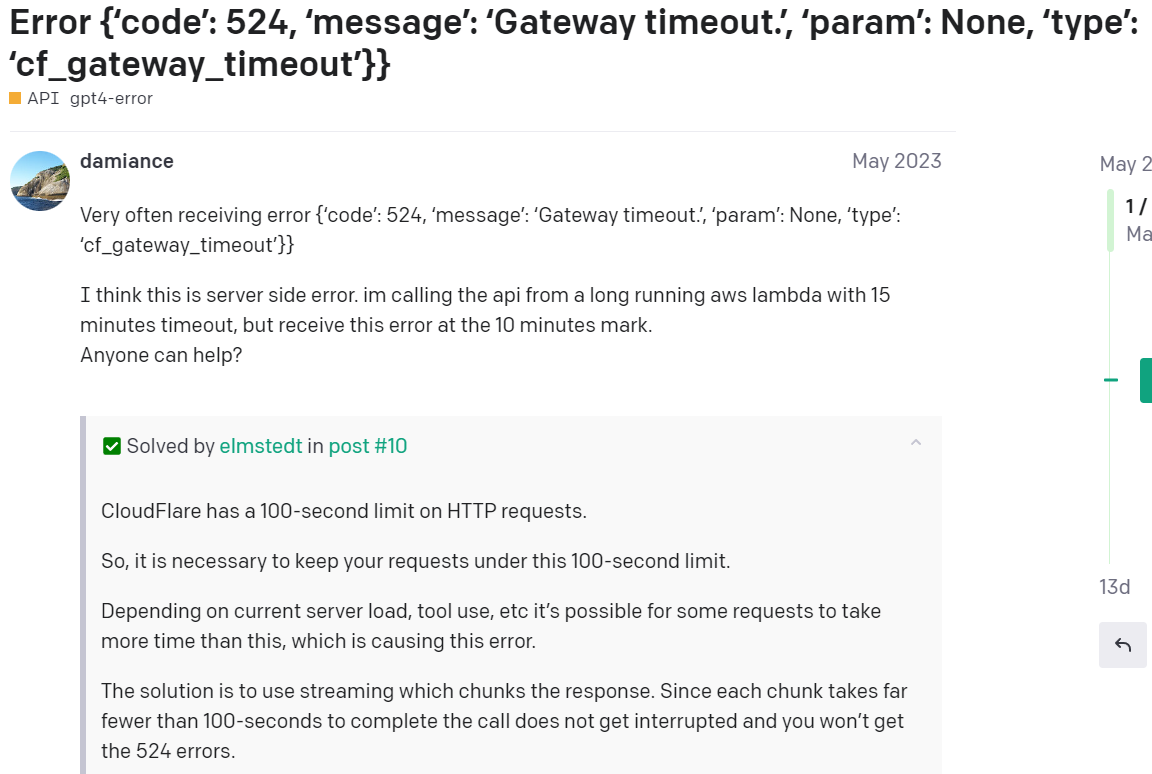 Error {‘code’: 524, ‘message’: ‘Gateway timeout.’, ‘param’: None, ‘type’:
‘cf_gateway_timeout’}}
API gpt4-error
damiance
May 2023
Very often receiving error {‘code’: 524, ‘message’: ‘Gateway timeout.’, ‘param’: None, ‘type’:
‘cf_gateway_timeout’}}
I think this is server side error. im calling the api from a long running aws lambda with 15
minutes timeout, but receive this error at the 10 minutes mark.
Anyone can help?
Solved by elmstedt in post #10
CloudFlare has a 100-second limit on HTTP requests.
So, it is necessary to keep your requests under this 100-second limit.
Depending on current server load, tool use, etc it’s possible for some requests to take
more time than this, which is causing this error.
The solution is to use streaming which chunks the response. Since each chunk takes far
fewer than 100-seconds to complete the call does not get interrupted and you won’t get
the 524 errors.
May 2
1 /
Ma
13d